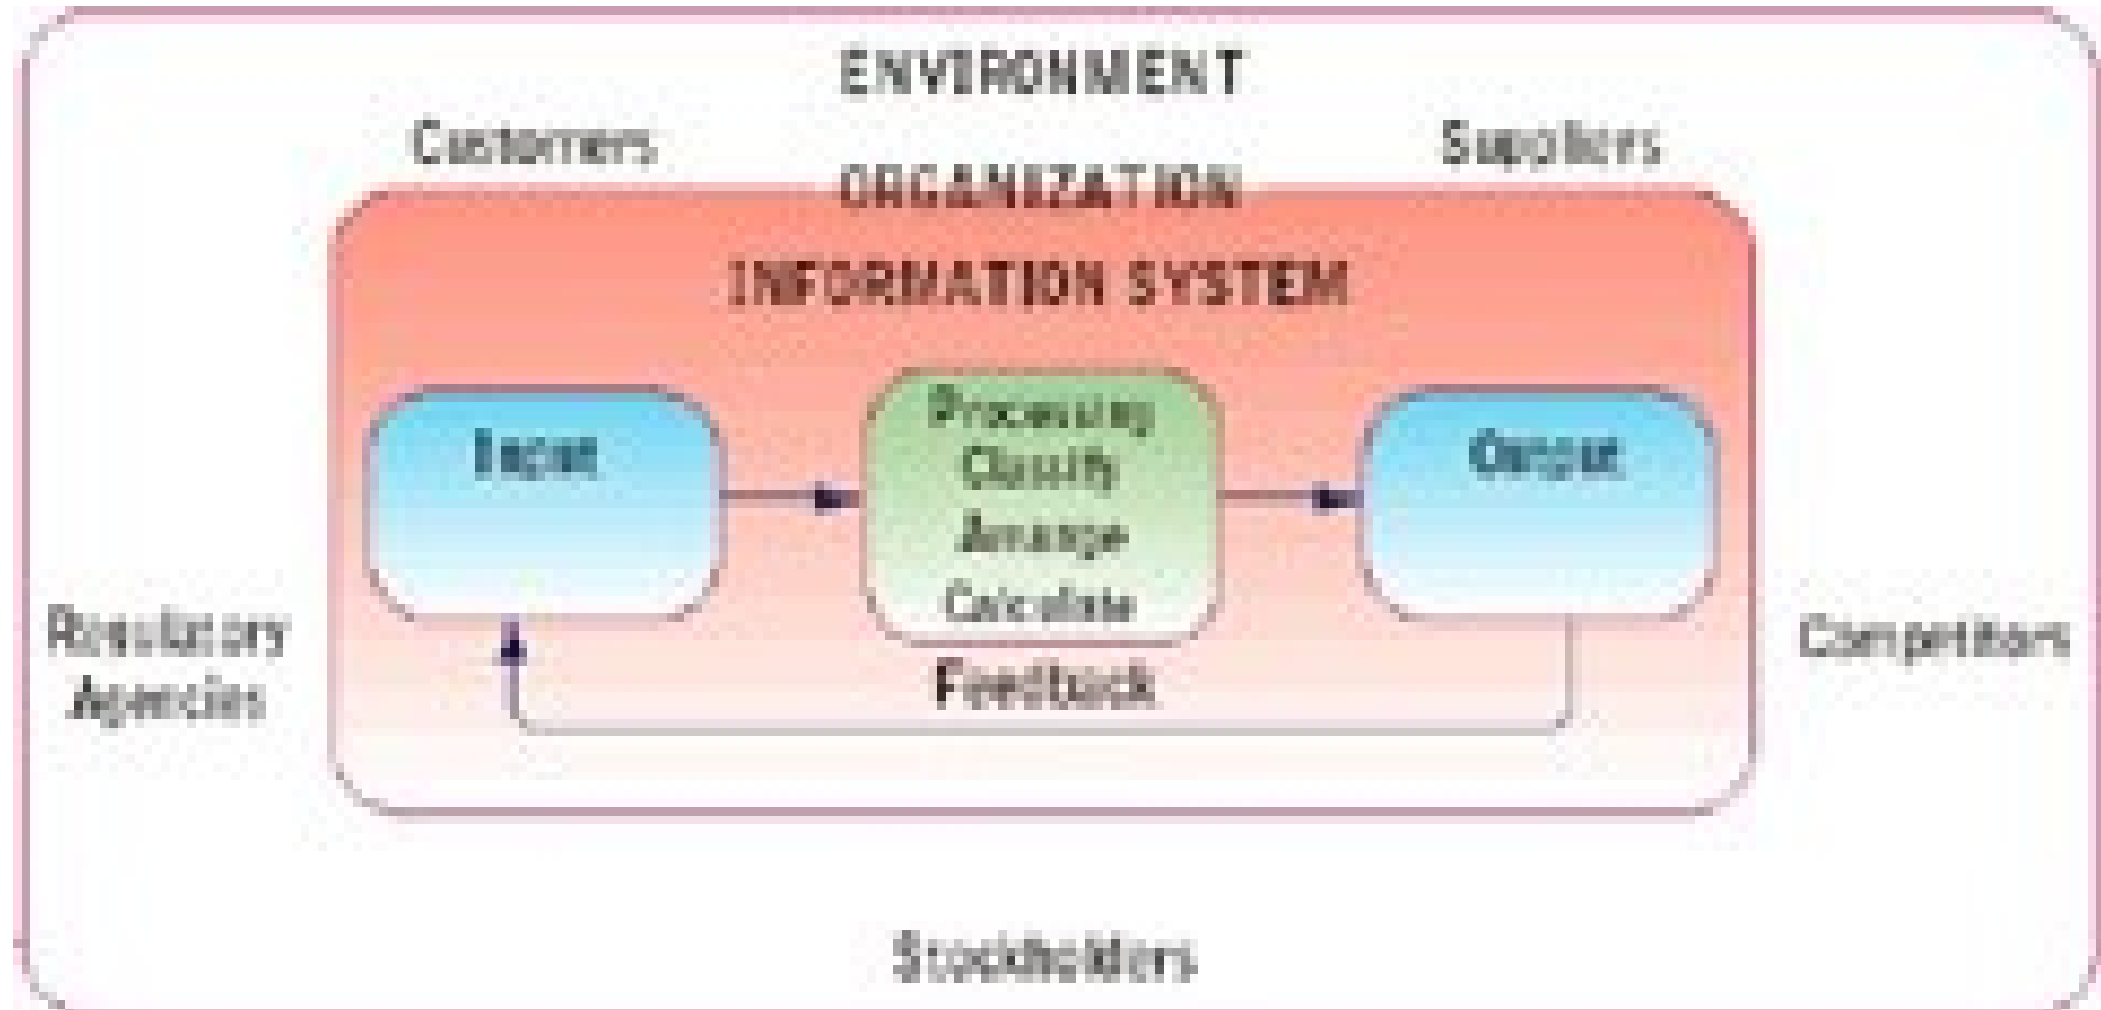 ENVIRONMENT
Customers
Suppliers
ORGANIZATION
INFORMATION SYSTEM
Input
Processing
Classify
Arrange
Calculate
Output
Feedback
Regulatory
Agencies
Competitors
Stockholders